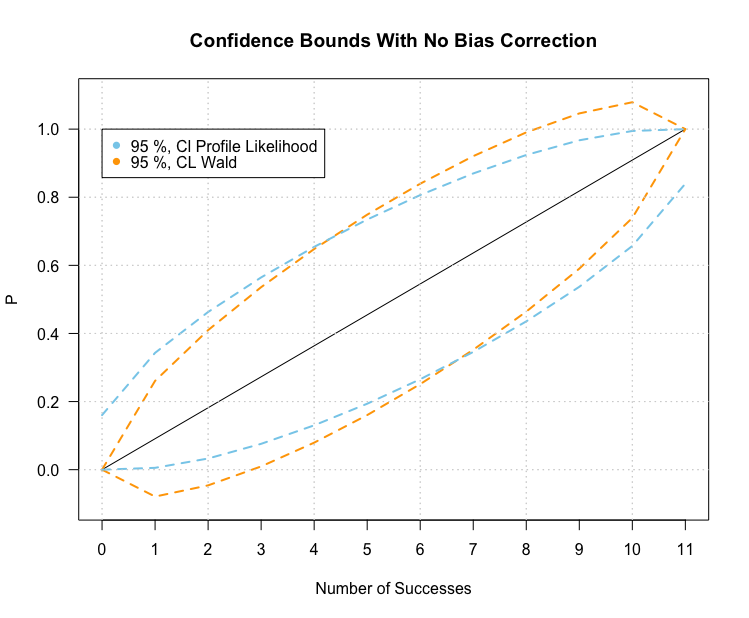 Confidence Bounds With No Bias Correction
95 %, CI Profile Likelihood
95 %, CL Wald
1.0
0.8
0.6
0.4
0.2
0.0
P
0 1 2 3 4 5 6 7 8 9 10 11
Number of Successes